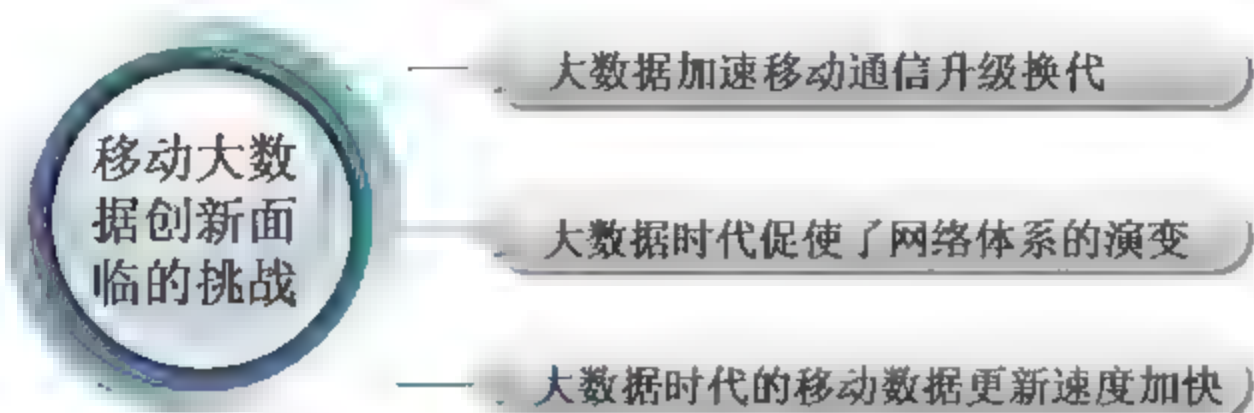 移动大数
据创新面
临的挑战
大数据加速移动通信升级换代
大数据时代促使了网络体系的演变
大数据时代的移动数据更新速度加快